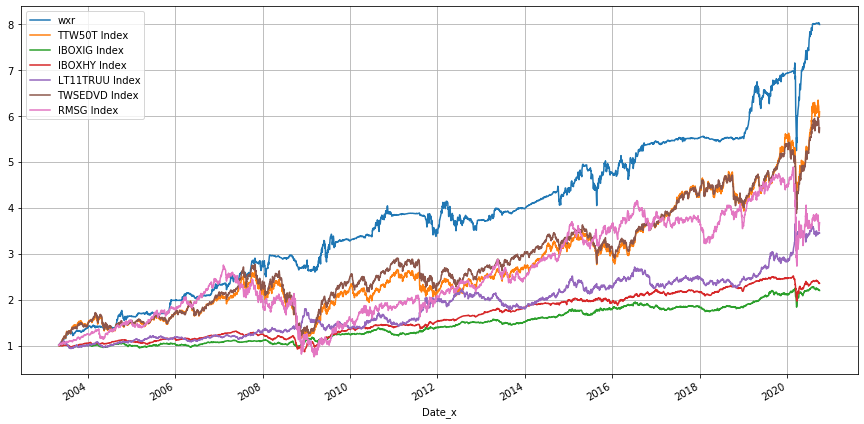 wxr
TTW50T Index
IBOXIG Index
IBOXHY Index
LT11TRUU Index
TWSEDVD Index
RMSG Index
8
7
6
5
4
3
2
1
2004
2006
2008
2010
2012
2014
2016
2018
2020
Date_x